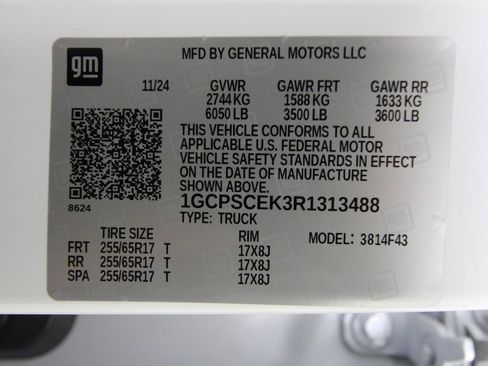 gm
MFD BY GENERAL MOTORS LLC
11/24 GVWR GAWR FRT GAWR RR
2744 KG 1588 KG 1633 KG
6050 LB 3500 LB 3600 LB
THIS VEHICLE CONFORMS TO ALL
APPLICABLE U.S. FEDERAL MOTOR
VEHICLE SAFETY STANDARDS IN EFFECT
ON THE DATE OF MANUFACTURE
SHOWN ABOVE.
8624
1GCPSCEK3R1313488
TYPE: TRUCK
TIRE SIZE RIM MODEL: 3814F43
FRT 255/65R17 T 17X8J
RR 255/65R17 T 17X8J
SPA 255/65R17 T 17X8J